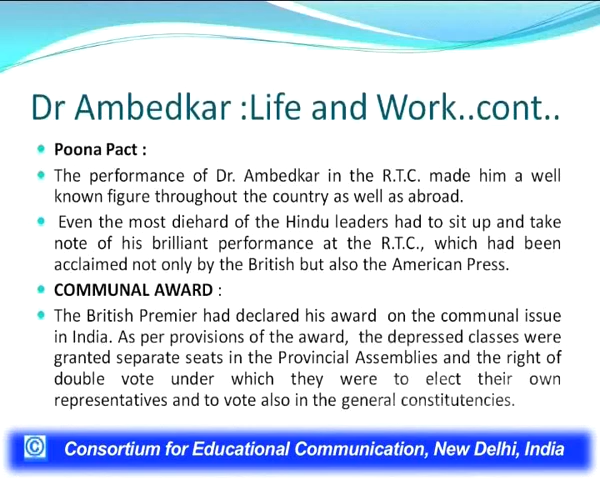 Dr Ambedkar :Life and Work..cont..
Poona Pact :
The performance of Dr. Ambedkar in the R.T.C. made him a well
known figure throughout the country as well as abroad.
Even the most diehard of the Hindu leaders had to sit up and take
note of his brilliant performance at the R.T.C., which had been
acclaimed not only by the British but also the American Press.
COMMUNAL AWARD :
The British Premier had declared his award on the communal issue
in India. As per provisions of the award, the depressed classes were
granted separate seats in the Provincial Assemblies and the right of
double vote under which they were to elect their own
representatives and to vote also in the general constitutencies.
© Consortium for Educational Communication, New Delhi, India